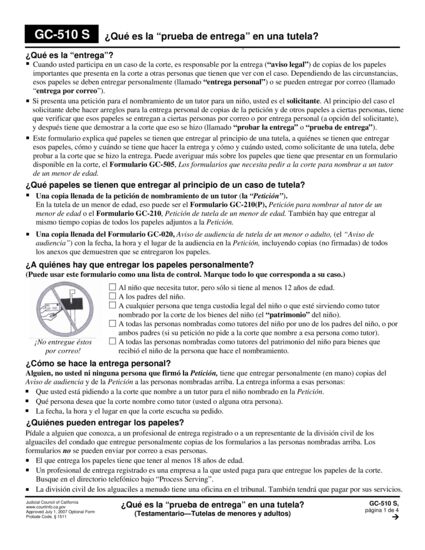 GC-510 S
¿Qué es la “prueba de entrega” en una tutela?
¿Qué es la “entrega”?
■ Cuando usted participa en un caso de la corte, es responsable por la entrega (“aviso legal”) de copias de los papeles
importantes que presenta en la corte a otras personas que tienen que ver con el caso. Dependiendo de las circunstancias,
esos papeles se deben entregar personalmente (llamado “entrega personal”) o se pueden entregar por correo (llamado
“entrega por correo”).
■ Si presenta una petición para el nombramiento de un tutor para un niño, usted es el solicitante. Al principio del caso el
solicitante debe hacer arreglos para la entrega personal de copias de la petición y de otros papeles a ciertas personas, tiene
que verificar que esos papeles se entregan a ciertas personas por correo o por entrega personal (a opción del solicitante),
y después tiene que demostrar a la corte que eso se hizo (llamado “probar la entrega” o “prueba de entrega”).
■ Este formulario explica qué papeles se tienen que entregar al principio de una tutela, a quiénes se tienen que entregar
esos papeles, cómo y cuándo se tiene que hacer la entrega y cómo y cuándo usted, como solicitante de una tutela, debe
probar a la corte que se hizo la entrega. Puede averiguar más sobre los papeles que tiene que presentar en un formulario
disponible en la corte, el Formulario GC-505, Los formularios que necesita pedir a la corte para nombrar a un tutor
de un menor de edad.
¿Qué papeles se tienen que entregar al principio de un caso de tutela?
■ Una copia llenada de la petición de nombramiento de un tutor (la “Petición”).
En la tutela de un menor de edad, eso puede ser el Formulario GC-210(P), Petición para nombrar al tutor de un
menor de edad o el Formulario GC-210, Petición de tutela de un menor de edad. También hay que entregar al
mismo tiempo copias de todos los papeles adjuntos a la Petición.
■ Una copia llenada del Formulario GC-020, Aviso de audiencia de tutela de un menor o adulto, (el “Aviso de
audiencia”) con la fecha, la hora y el lugar de la audiencia en la Petición, incluyendo copias (no firmadas) de todos
los anexos que demuestren que se entregaron los papeles.
¿A quiénes hay que entregar los papeles personalmente?
(Puede usar este formulario como una lista de control. Marque todo lo que corresponda a su caso.)
¡No entregue éstos
por correo!
☐ Al niño que necesita tutor, pero sólo si tiene al menos 12 años de edad.
☐ A los padres del niño.
☐ A cualquier persona que tenga custodia legal del niño o que esté sirviendo como tutor
nombrado por la corte de los bienes del niño (el “patrimonio” del niño).
☐ A todas las personas nombradas como tutores del niño por uno de los padres del niño, o por
ambos padres (si su petición no pide a la corte que nombre a esa persona como tutor).
☐ A todas las personas nombradas como tutores del patrimonio del niño para bienes que
recibió el niño de la persona que hace el nombramiento.
¿Cómo se hace la entrega personal?
Alguien, no usted ni ninguna persona que firmó la Petición, tiene que entregar personalmente (en mano) copias del
Aviso de audiencia y de la Petición a las personas nombradas arriba. La entrega informa a esas personas:
■ Que usted está pidiendo a la corte que nombre a un tutor para el niño nombrado en la Petición.
■ Qué persona desea que la corte nombre como tutor (usted o alguna otra persona).
■ La fecha, la hora y el lugar en que la corte escucha su pedido.
¿Quiénes pueden entregar los papeles?
Pídale a alguien que conozca, a un profesional de entrega registrado o a un representante de la división civil de los
alguaciles del condado que entregue personalmente copias de los formularios a las personas nombradas arriba. Los
formularios no se pueden enviar por correo a esas personas.
■ El que entrega los papeles tiene que tener al menos 18 años de edad.
■ Un profesional de entrega registrado es una empresa a la que usted paga para que entregue los papeles de la corte.
Busque en el directorio telefónico bajo “Process Serving”.
■ La división civil de los alguaciles a menudo tiene una oficina en el tribunal. También tendrá que pagar por sus servicios.
Judicial Council of California
www.courtinfo.ca.gov
Approved July 1, 2007 Optional Form
Probate Code, § 1511
¿Qué es la “prueba de entrega” en una tutela?
(Testamentario—Tutelas de menores y adultos)
GC-510 S,
página 1 de 4
→